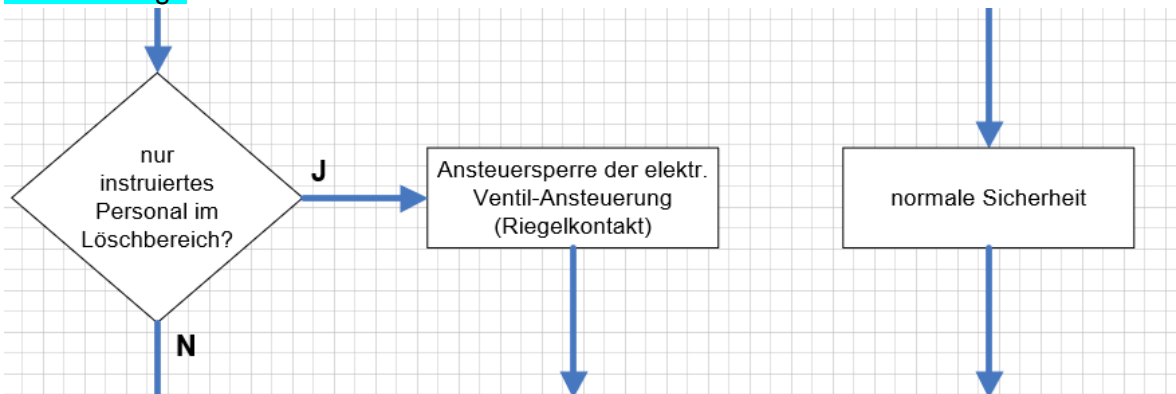 nur
instruiertes
Personal im
Löschbereich?
J
N
Ansteuersperre der elektr.
Ventil-Ansteuerung
(Riegelkontakt)
normale Sicherheit